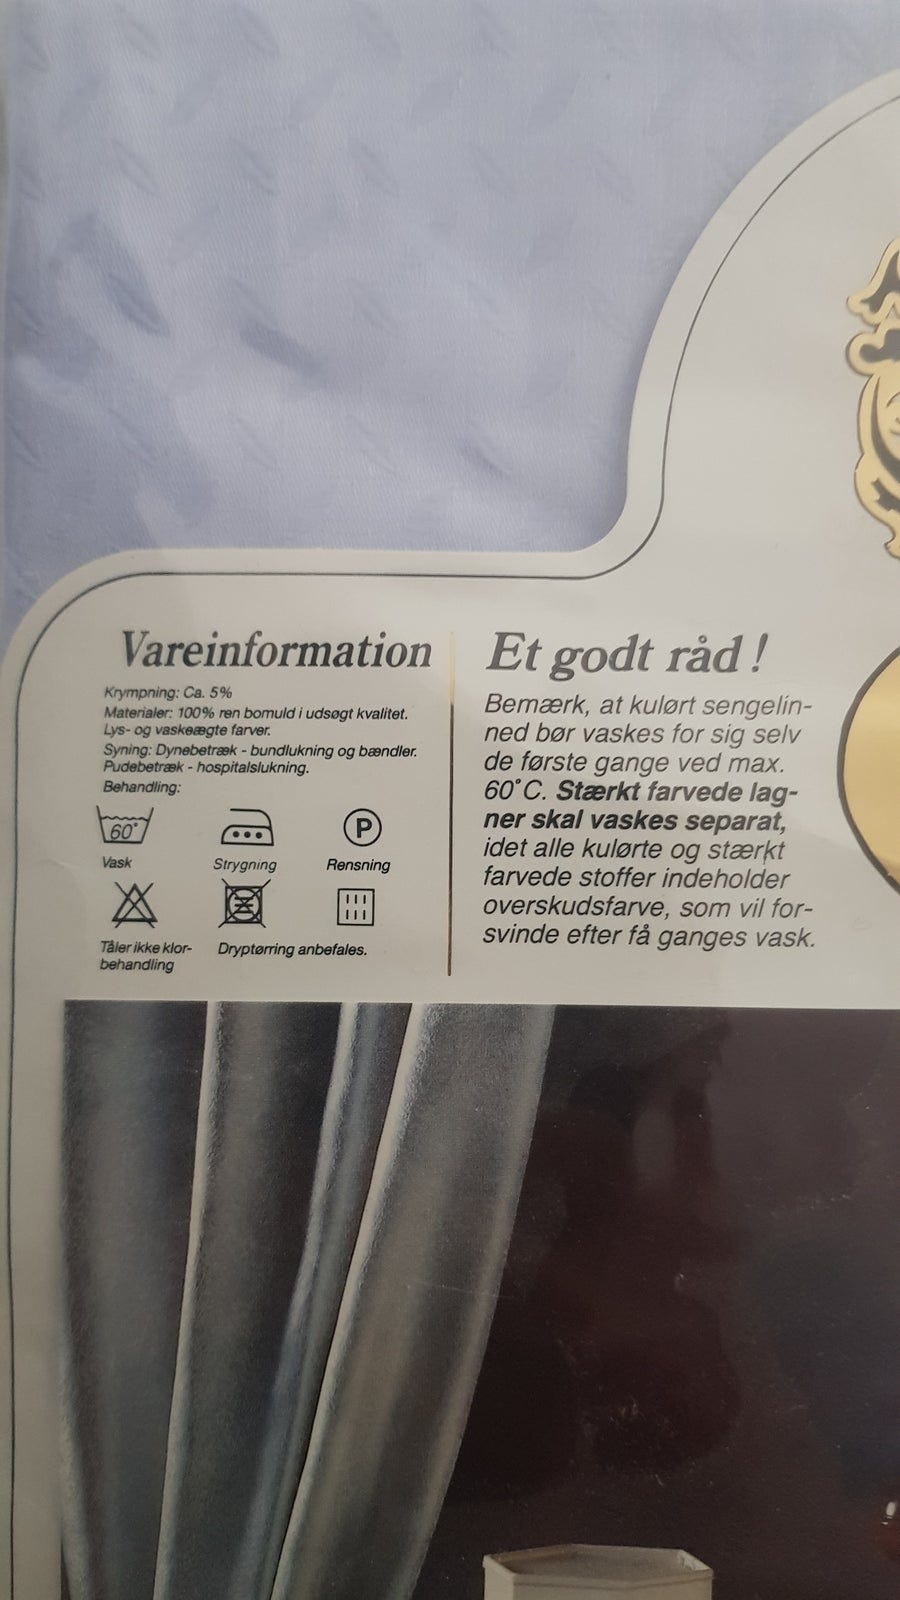 Vareinformation
Krympning: Ca. 5%
Materialer: 100% ren bomuld i udsøgt kvalitet.
Lys- og vaskeægte farver.
Syning: Dynebetræk - bundlukning og bændler.
Pudebetræk - hospitalslukning.
Behandling:
60°
P
Vask
Strygning
Rensning
Tåler ikke klor-
behandling
Dryptørring anbefales.
Et godt råd!
Bemærk, at kulørt sengelin-
ned bør vaskes for sig selv
de første gange ved max.
60°C. Stærkt farvede lag-
ner skal vaskes separat,
idet alle kulørte og stærkt
farvede stoffer indeholder
overskudsfarve, som vil for-
svinde efter få ganges vask.